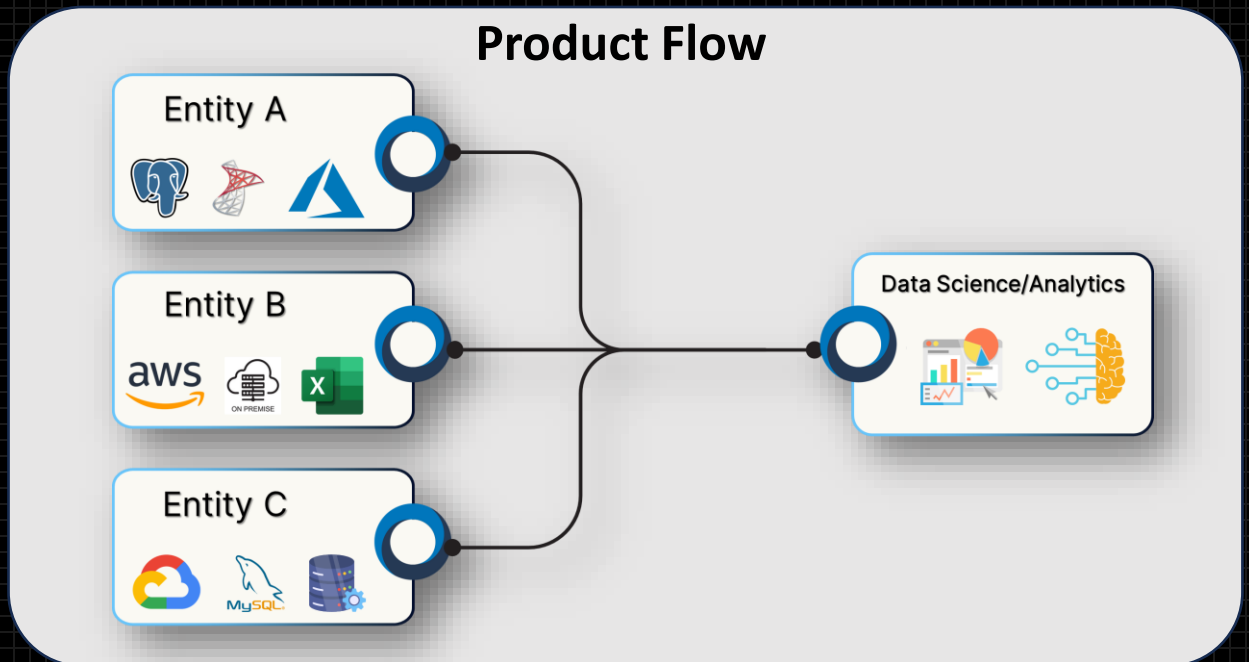 Product Flow
Entity A
Entity B
aws
ON PREMISE
X
Entity C
MySQL
Data Science/Analytics